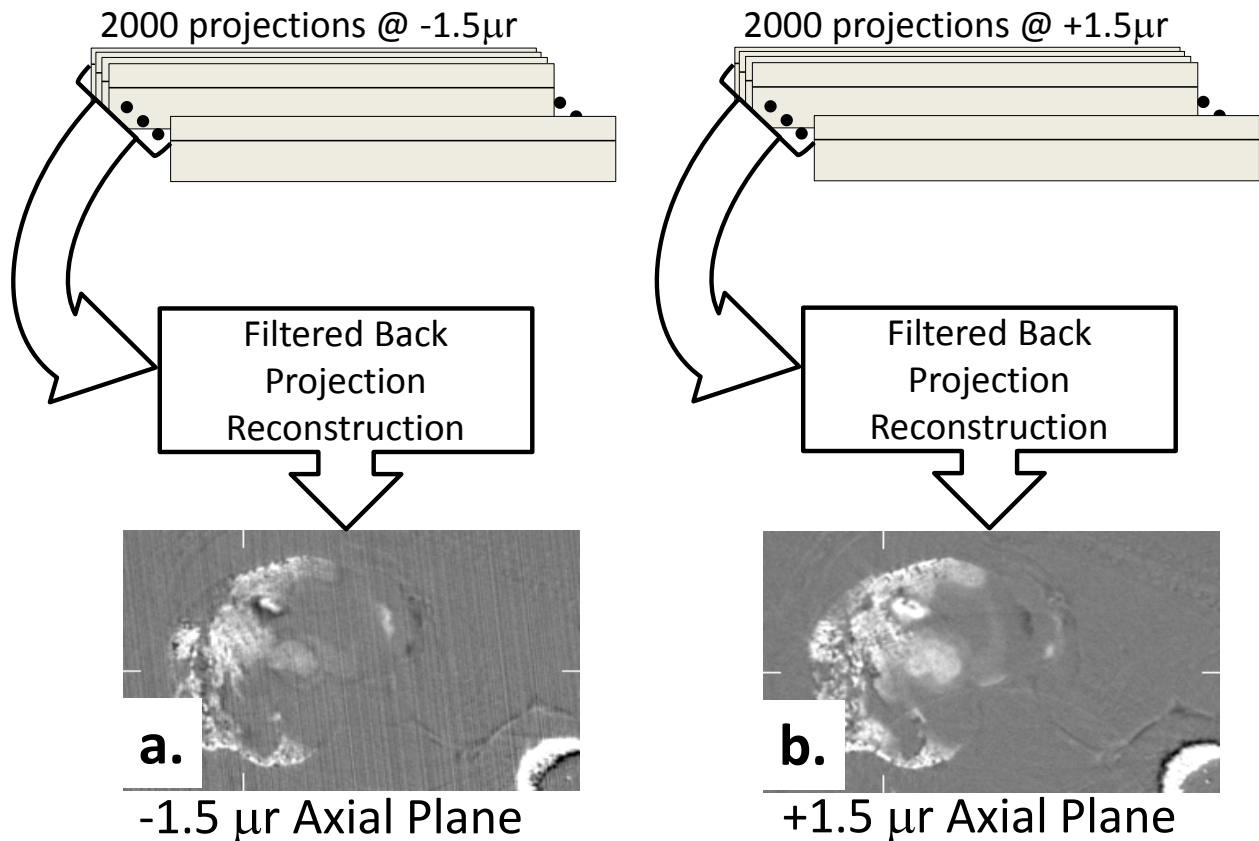 2000 projections @ -1.5μr
2000 projections @ +1.5μr
Filtered Back
Projection
Reconstruction
Filtered Back
Projection
Reconstruction
a.
b.
-1.5 μr Axial Plane
+1.5 μr Axial Plane